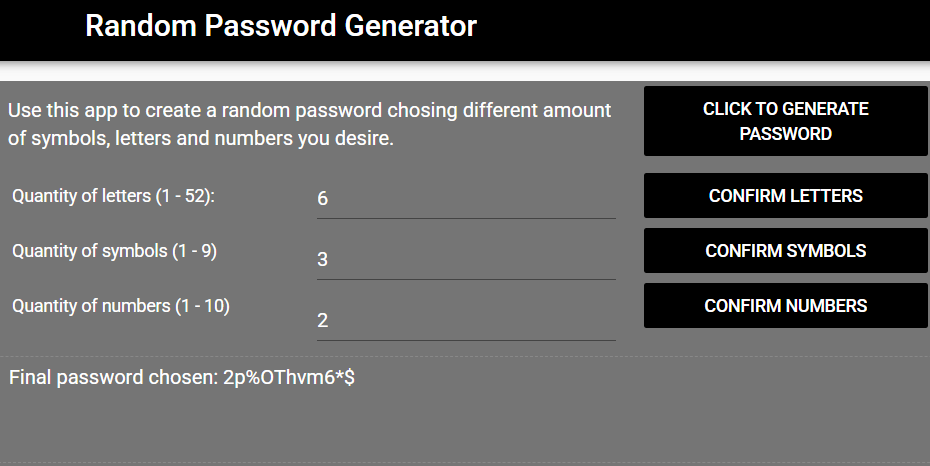 Random Password Generator
Use this app to create a random password chosing different amount
of symbols, letters and numbers you desire.
CLICK TO GENERATE
PASSWORD
Quantity of letters (1 - 52):
6
CONFIRM LETTERS
Quantity of symbols (1 - 9)
3
CONFIRM SYMBOLS
Quantity of numbers (1 - 10)
2
CONFIRM NUMBERS
Final password chosen: 2p%OThvm6*$